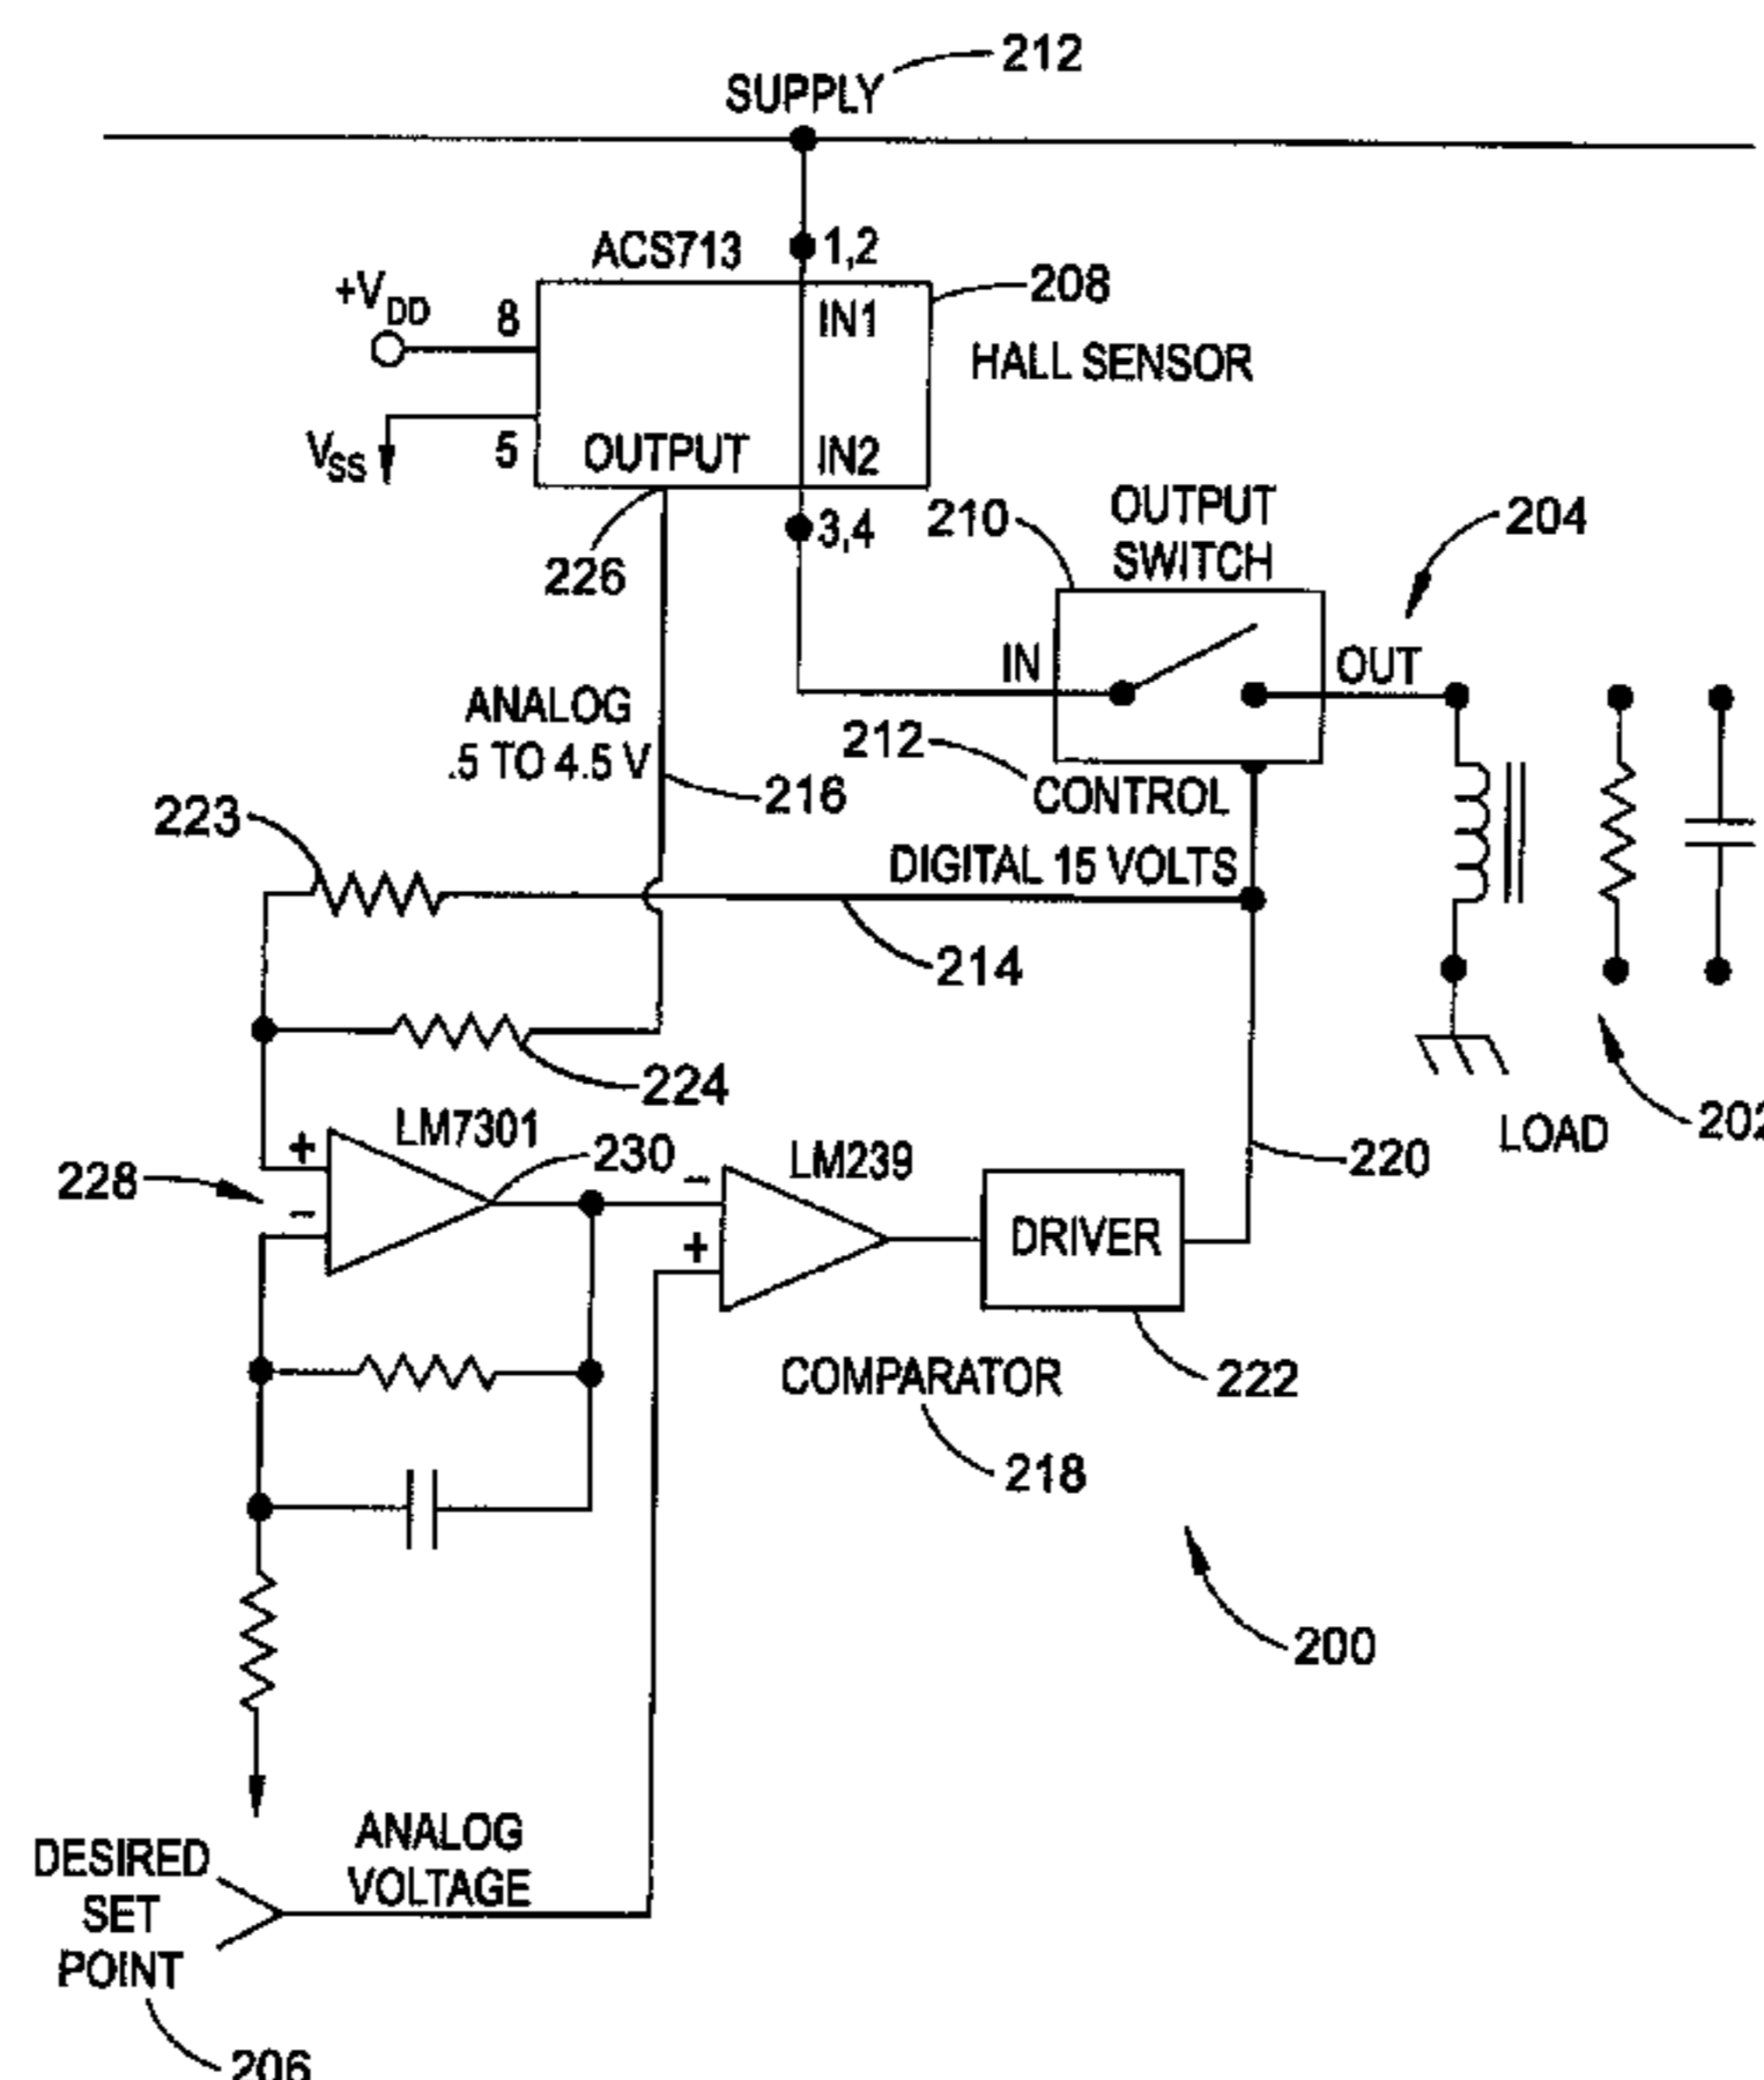 212
SUPPLY
ACS713
1,2
+VDD
8
IN1
208
HALL SENSOR
VSS
5
OUTPUT
IN2
3,4
226
210
OUTPUT
SWITCH
204
IN
OUT
ANALOG
.5 TO 4.5 V
216
212
CONTROL
223
DIGITAL 15 VOLTS
214
224
LM7301
+
-
228
230
LM239
-
+
DRIVER
220
LOAD
202
COMPARATOR
222
218
200
DESIRED
SET
POINT
ANALOG
VOLTAGE
206